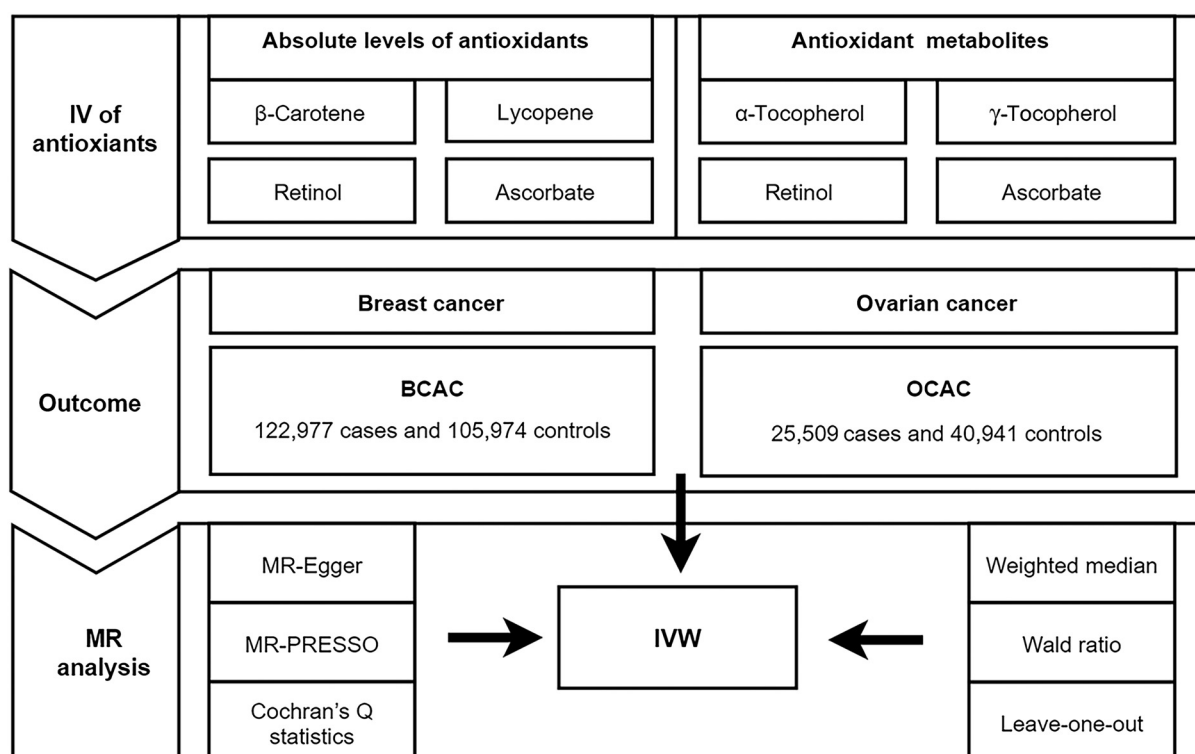 IV of
antioxiants
Absolute levels of antioxidants
β-Carotene
Lycopene
Retinol
Ascorbate
Antioxidant metabolites
α-Tocopherol
γ-Tocopherol
Retinol
Ascorbate
Outcome
Breast cancer
BCAC
122,977 cases and 105,974 controls
Ovarian cancer
OCAC
25,509 cases and 40,941 controls
MR
analysis
MR-Egger
MR-PRESSO
Cochran’s Q
statistics
IVW
Weighted median
Wald ratio
Leave-one-out